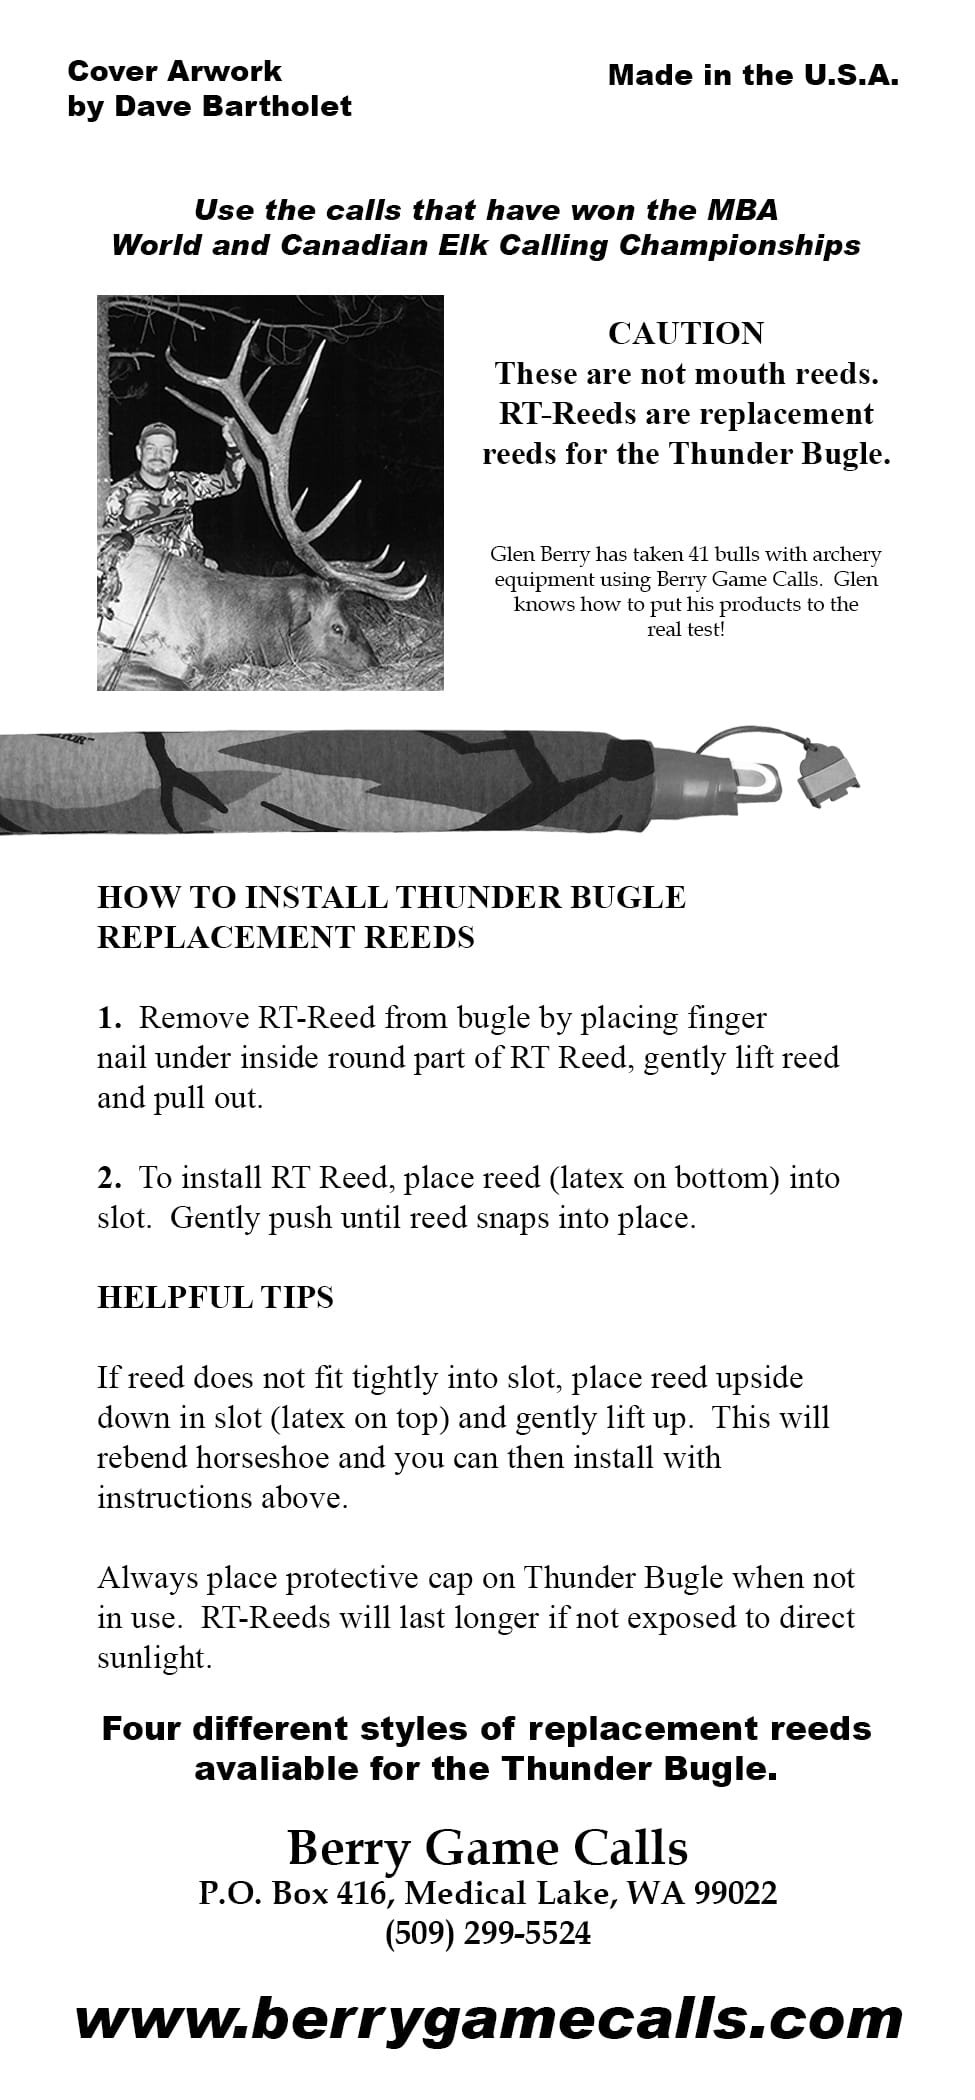 Cover Arwork
by Dave Bartholet
Made in the U.S.A.
Use the calls that have won the MBA
World and Canadian Elk Calling Championships
CAUTION
These are not mouth reeds.
RT-Reeds are replacement
reeds for the Thunder Bugle.
Glen Berry has taken 41 bulls with archery
equipment using Berry Game Calls.  Glen
knows how to put his products to the
real test!
HOW TO INSTALL THUNDER BUGLE
REPLACEMENT REEDS
1.  Remove RT-Reed from bugle by placing finger
nail under inside round part of RT Reed, gently lift reed
and pull out.
2.  To install RT Reed, place reed (latex on bottom) into
slot.  Gently push until reed snaps into place.
HELPFUL TIPS
If reed does not fit tightly into slot, place reed upside
down in slot (latex on top) and gently lift up.  This will
rebend horseshoe and you can then install with
instructions above.
Always place protective cap on Thunder Bugle when not
in use.  RT-Reeds will last longer if not exposed to direct
sunlight.
Four different styles of replacement reeds
avaliable for the Thunder Bugle.
Berry Game Calls
P.O. Box 416, Medical Lake, WA 99022
(509) 299-5524
www.berrygamecalls.com